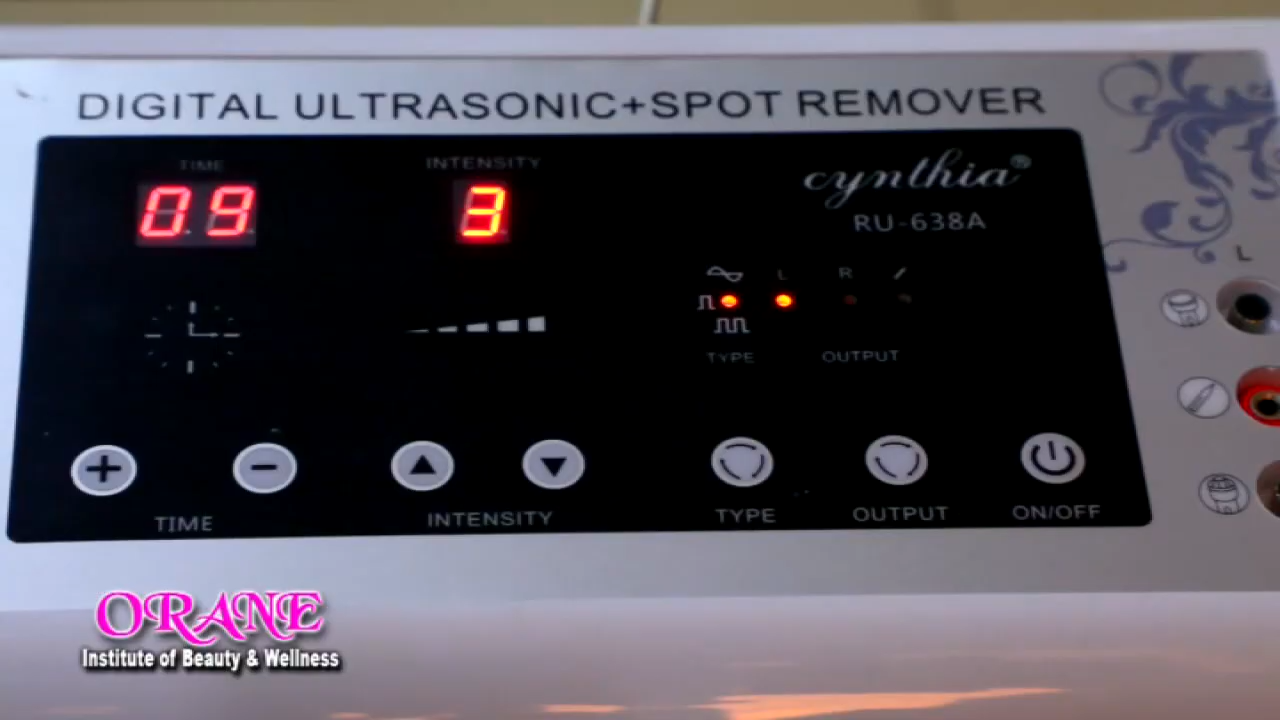 DIGITAL ULTRASONIC+SPOT REMOVER
TIME
INTENSITY
09
3
cynthia®
RU-638A
L
L R
TYPE
OUTPUT
TIME
INTENSITY
TYPE
OUTPUT
ON/OFF
ORANE
Institute of Beauty & Wellness